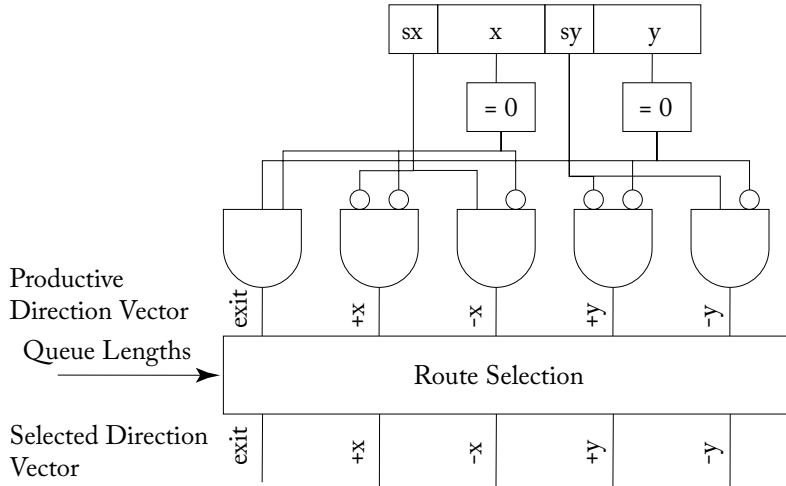 sx x sy y
= 0 = 0
Productive
Direction Vector
exit +x -x +y -y
Queue Lengths
Route Selection
Selected Direction
Vector
exit +x -x +y -y